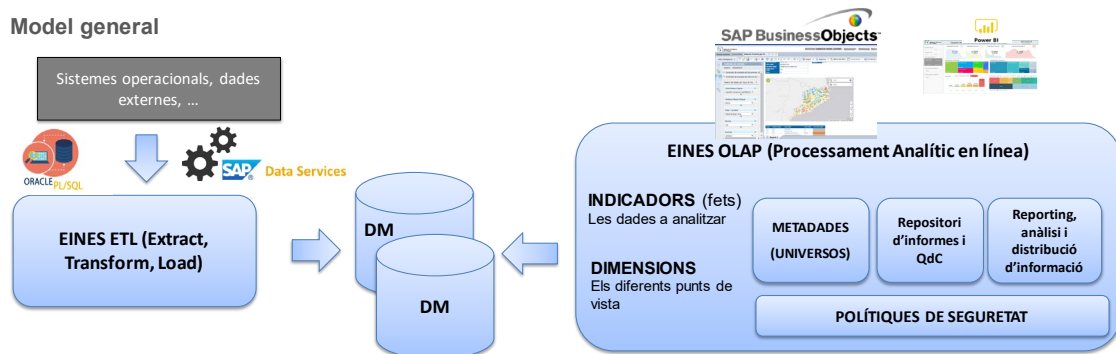 Model general
SAP BusinessObjects
Power BI
Sistemes operacionals, dades
externes, ...
ORACLE PL/SQL
SAP Data Services
EINES ETL (Extract,
Transform, Load)
DM
DM
EINES OLAP (Processament Analític en línea)
INDICADORS (fets)
Les dades a analitzar
DIMENSIONS
Els diferents punts de
vista
METADADES
(UNIVERSOS)
Repositori
d'informes i
QdC
Reporting,
anàlisi i
distribució
d'informació
POLÍTIQUES DE SEGURETAT